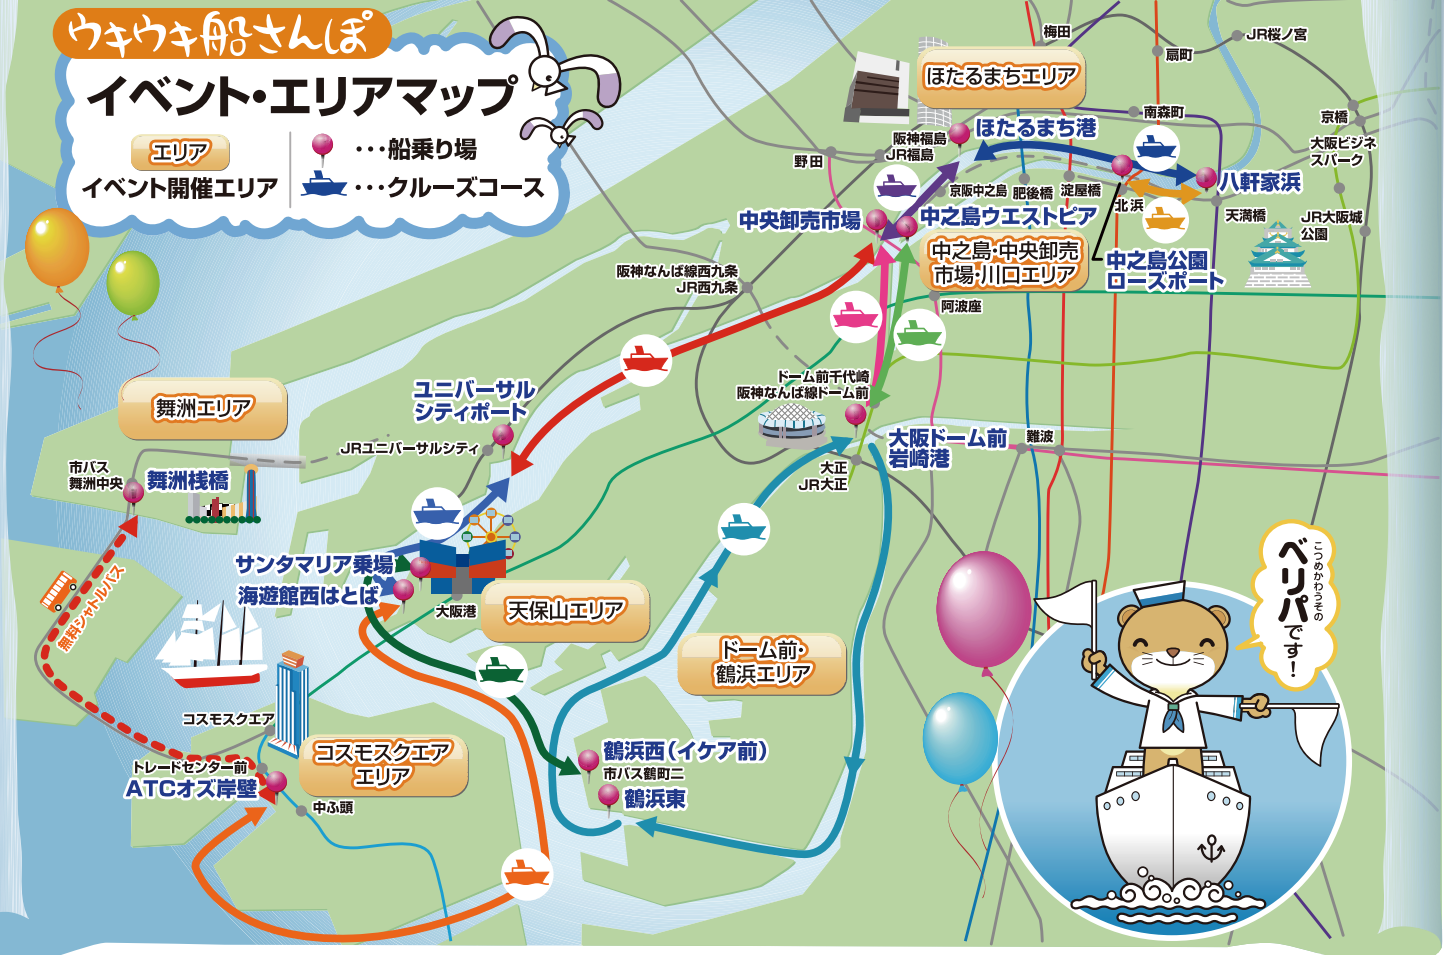 ウキウキ船さんぽ
イベント・エリアマップ
エリア
イベント開催エリア
・・・船乗り場
・・・クルーズコース
ほたるまちエリア
梅田
扇町
JR桜ノ宮
南森町
京橋
大阪ビジネス
パーク
阪神福島
JR福島
ほたるまち港
野田
京阪中之島
肥後橋
淀屋橋
北浜
八軒家浜
天満橋
JR大阪城
公園
中央卸売市場
中之島ウエストピア
中之島・中央卸売
市場・川口エリア
中之島公園
ローズポート
阪神なんば線西九条
JR西九条
阿波座
ドーム前千代崎
阪神なんば線ドーム前
舞洲エリア
ユニバーサル
シティポート
JRユニバーサルシティ
大阪ドーム前
岩崎港
難波
大正
JR大正
市バス
舞洲中央
舞洲桟橋
サンタマリア乗場
海遊館西はとば
大阪港
天保山エリア
無料シャトルバス
ドーム前・
鶴浜エリア
コスモスクエア
コスモスクエア
エリア
トレードセンター前
ATCオズ岸壁
中ふ頭
鶴浜西(イケア前)
市バス鶴町二
鶴浜東
こつめかわうその
ベリパです!